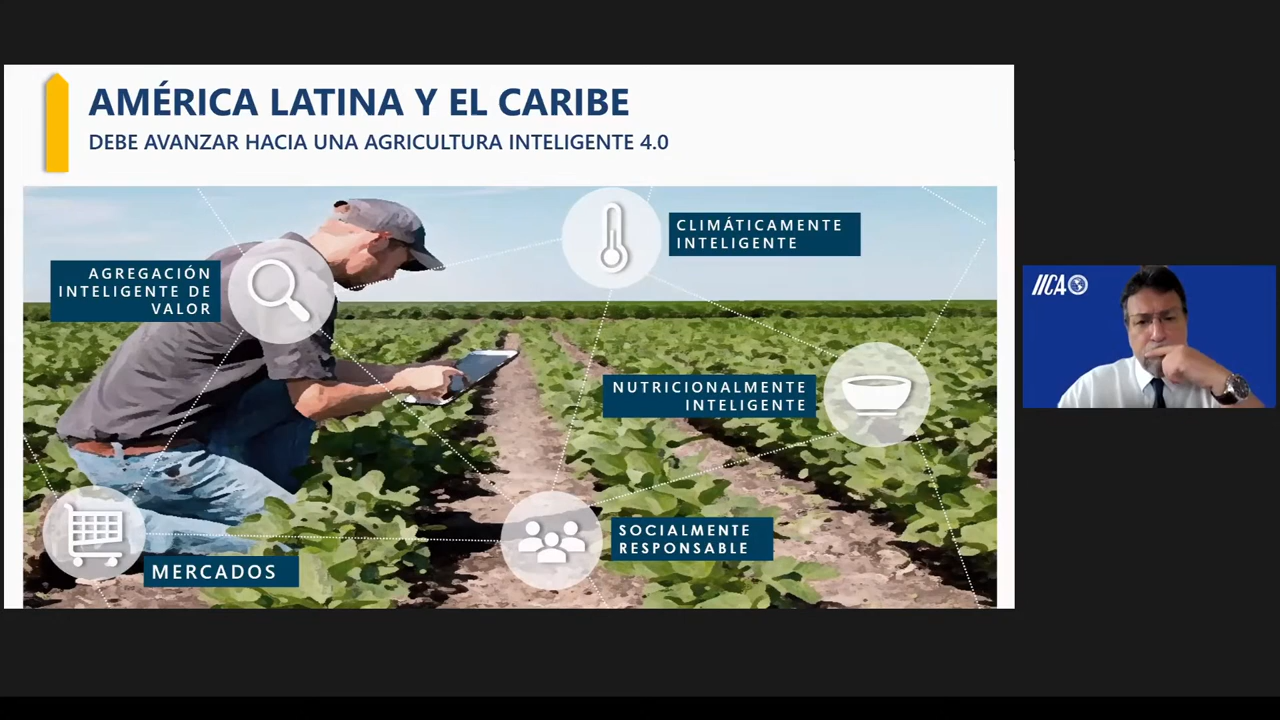 AMÉRICA LATINA Y EL CARIBE
DEBE AVANZAR HACIA UNA AGRICULTURA INTELIGENTE 4.0
AGREGACIÓN
INTELIGENTE DE
VALOR
CLIMÁTICAMENTE
INTELIGENTE
NUTRICIONALMENTE
INTELIGENTE
SOCIALMENTE
RESPONSABLE
MERCADOS
IICA